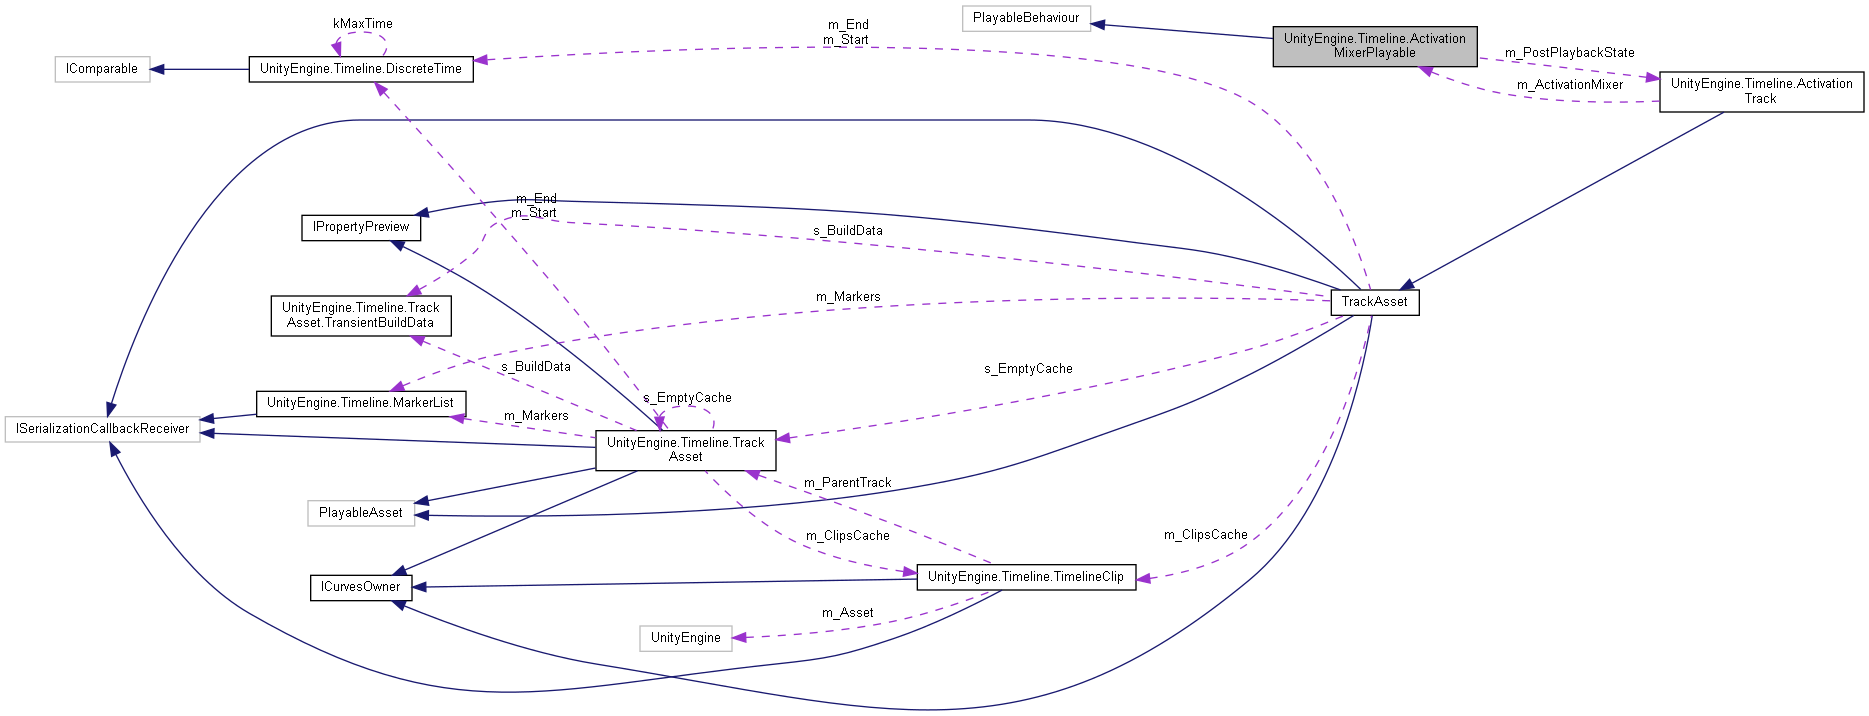 kMaxTime
m_End
m_Start
PlayableBehaviour
UnityEngine.Timeline.Activation
MixerPlayable
m_PostPlaybackState
IComparable
UnityEngine.Timeline.DiscreteTime
m_ActivationMixer
UnityEngine.Timeline.Activation
Track
m_End
m_Start
IPropertyPreview
s_BuildData
UnityEngine.Timeline.Track
Asset.TransientBuildData
m_Markers
TrackAsset
s_BuildData
s_EmptyCache
UnityEngine.Timeline.MarkerList
s_EmptyCache
m_Markers
ISerializationCallbackReceiver
UnityEngine.Timeline.Track
Asset
m_ParentTrack
PlayableAsset
m_ClipsCache
m_ClipsCache
ICurvesOwner
UnityEngine.Timeline.TimelineClip
m_Asset
UnityEngine